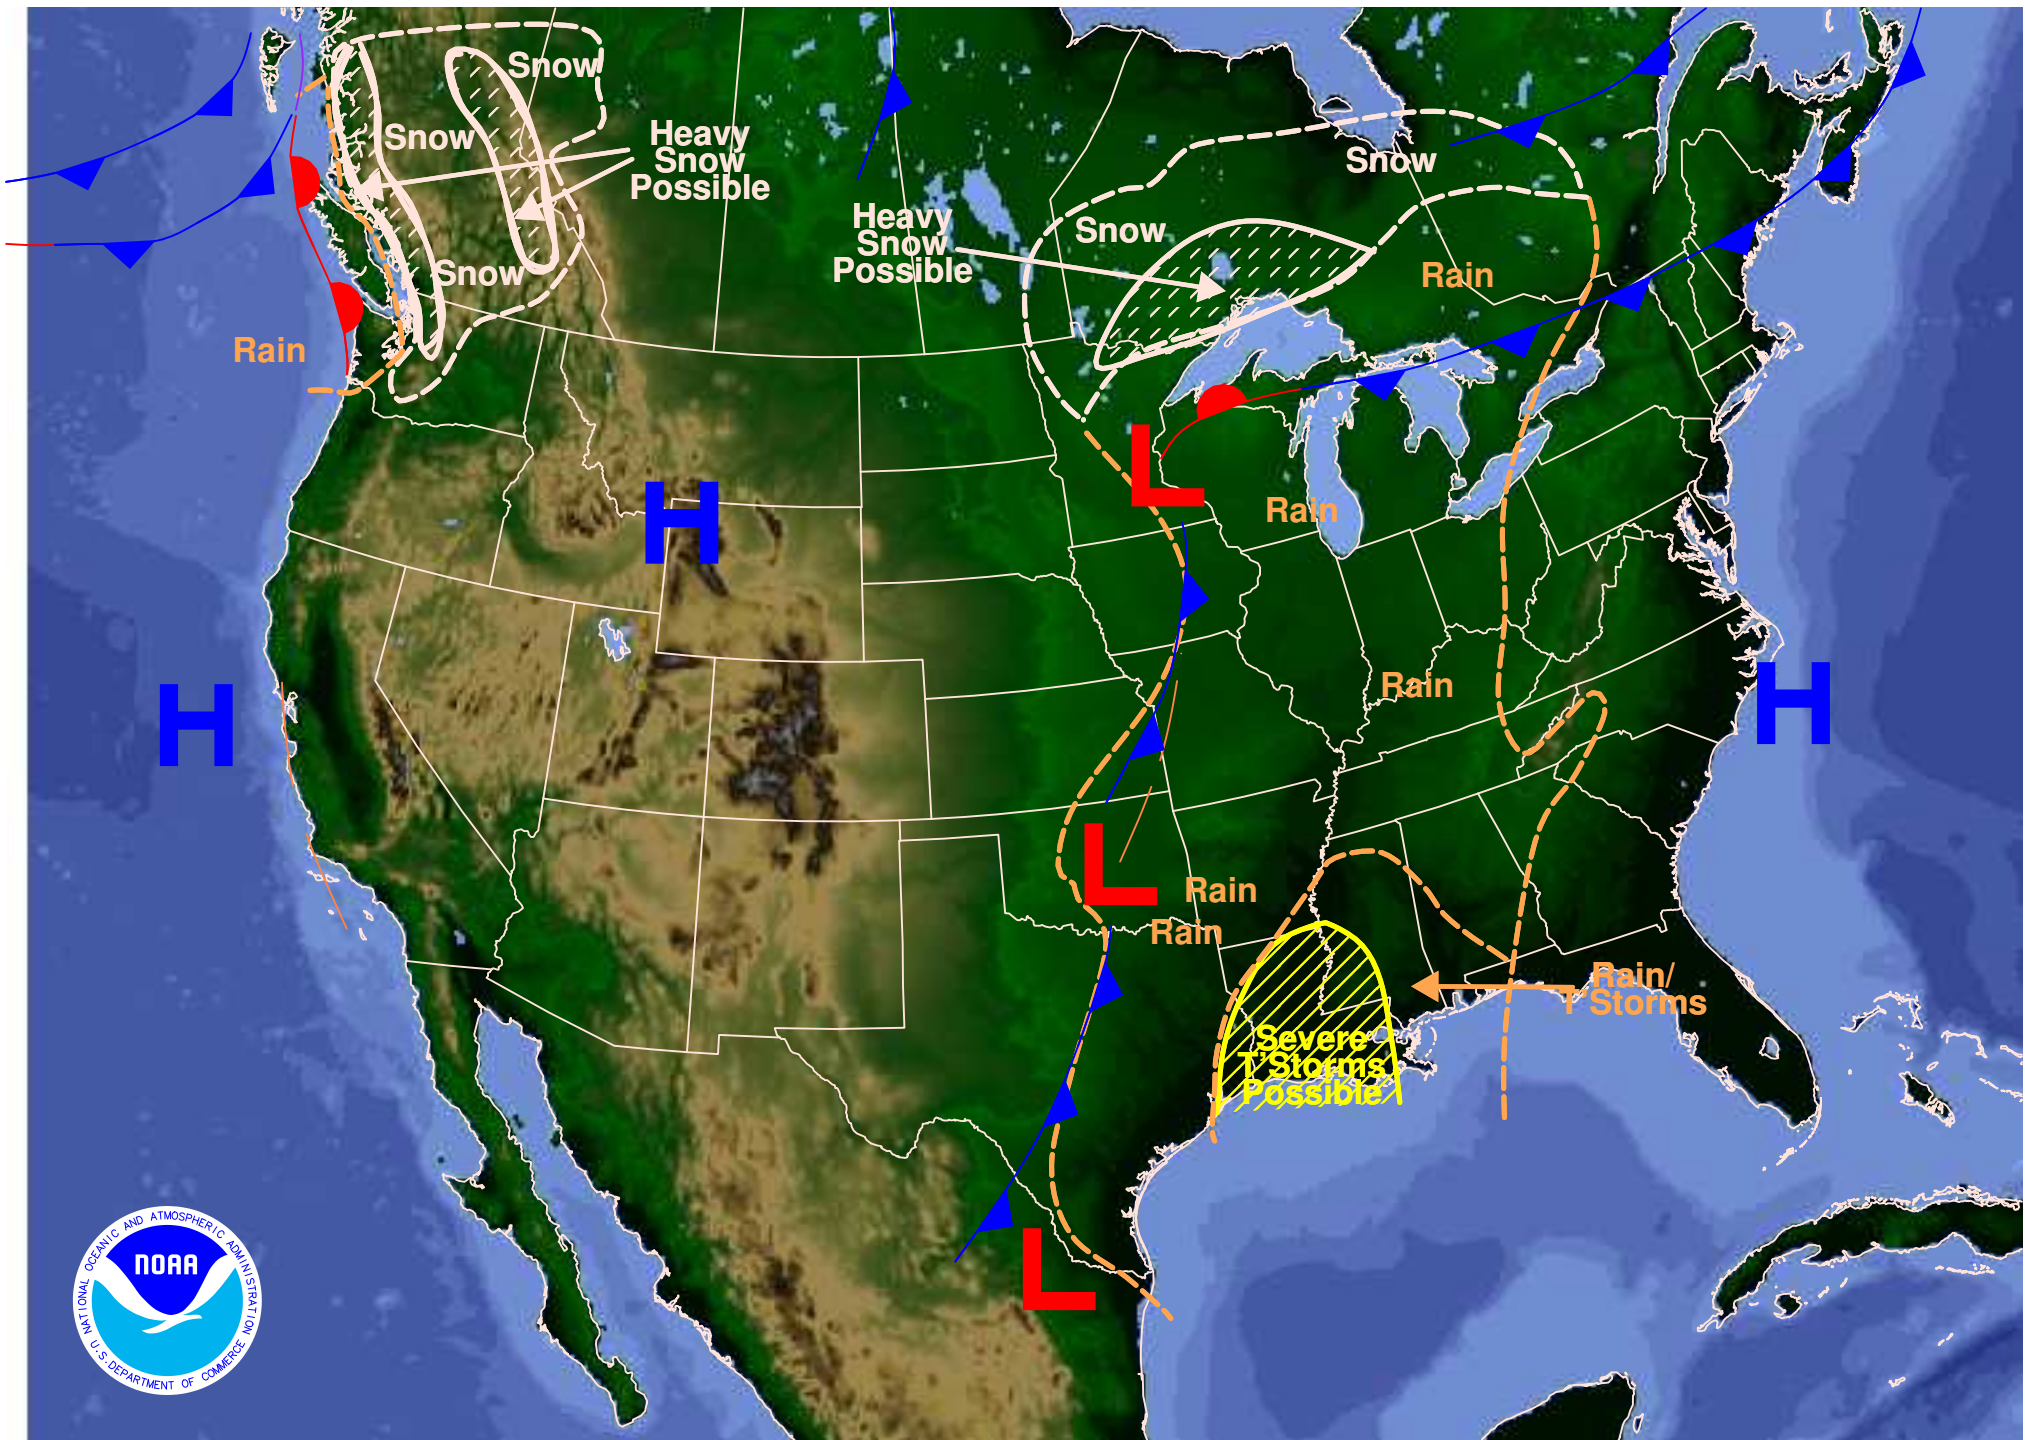 Snow
Heavy
Snow
Possible
Snow
Snow
Snow
Heavy
Snow
Possible
Snow
Snow
Rain
Rain
L
H
Rain
H
Rain
H
L
Rain
Rain
Rain/
T'Storms
Severe
T'Storms
Possible
L
NATIONAL OCEANIC AND ATMOSPHERIC ADMINISTRATION
NOAA
U.S. DEPARTMENT OF COMMERCE